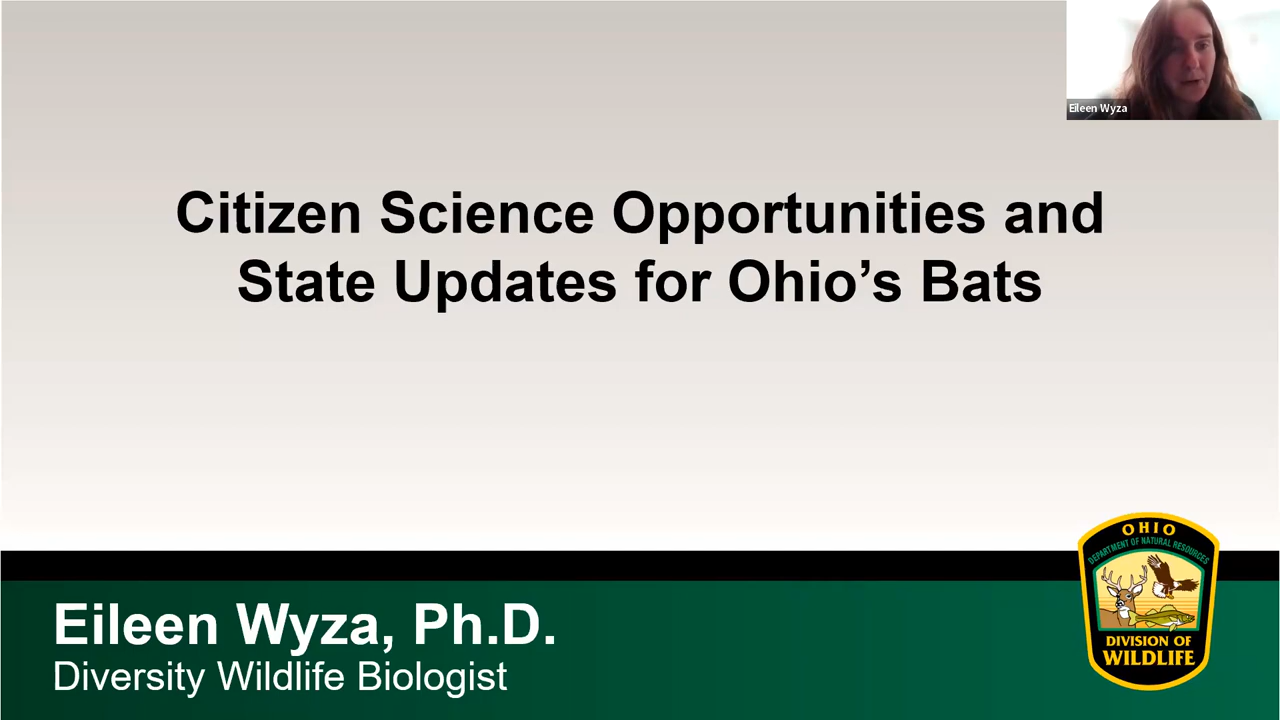 Eileen Wyza
Citizen Science Opportunities and
State Updates for Ohio’s Bats
OHIO
DEPARTMENT OF NATURAL RESOURCES
DIVISION OF
WILDLIFE
Eileen Wyza, Ph.D.
Diversity Wildlife Biologist